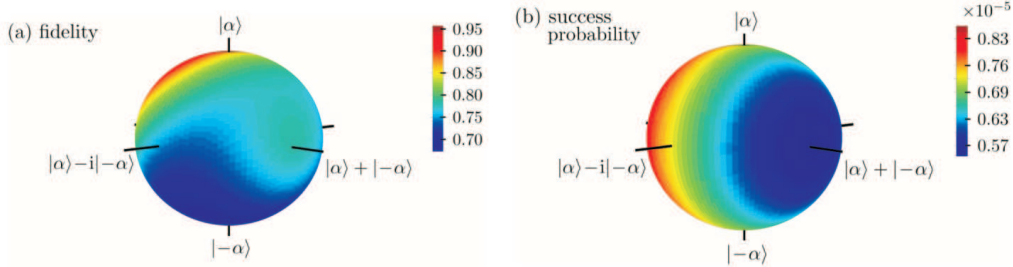 (a) fidelity
|α⟩
0.95
0.90
0.85
0.80
0.75
0.70
|α⟩−i|−α⟩
|α⟩+|−α⟩
|−α⟩
(b) success
probability
|α⟩
×10⁻⁵
0.83
0.76
0.69
0.63
0.57
|α⟩−i|−α⟩
|α⟩+|−α⟩
|−α⟩